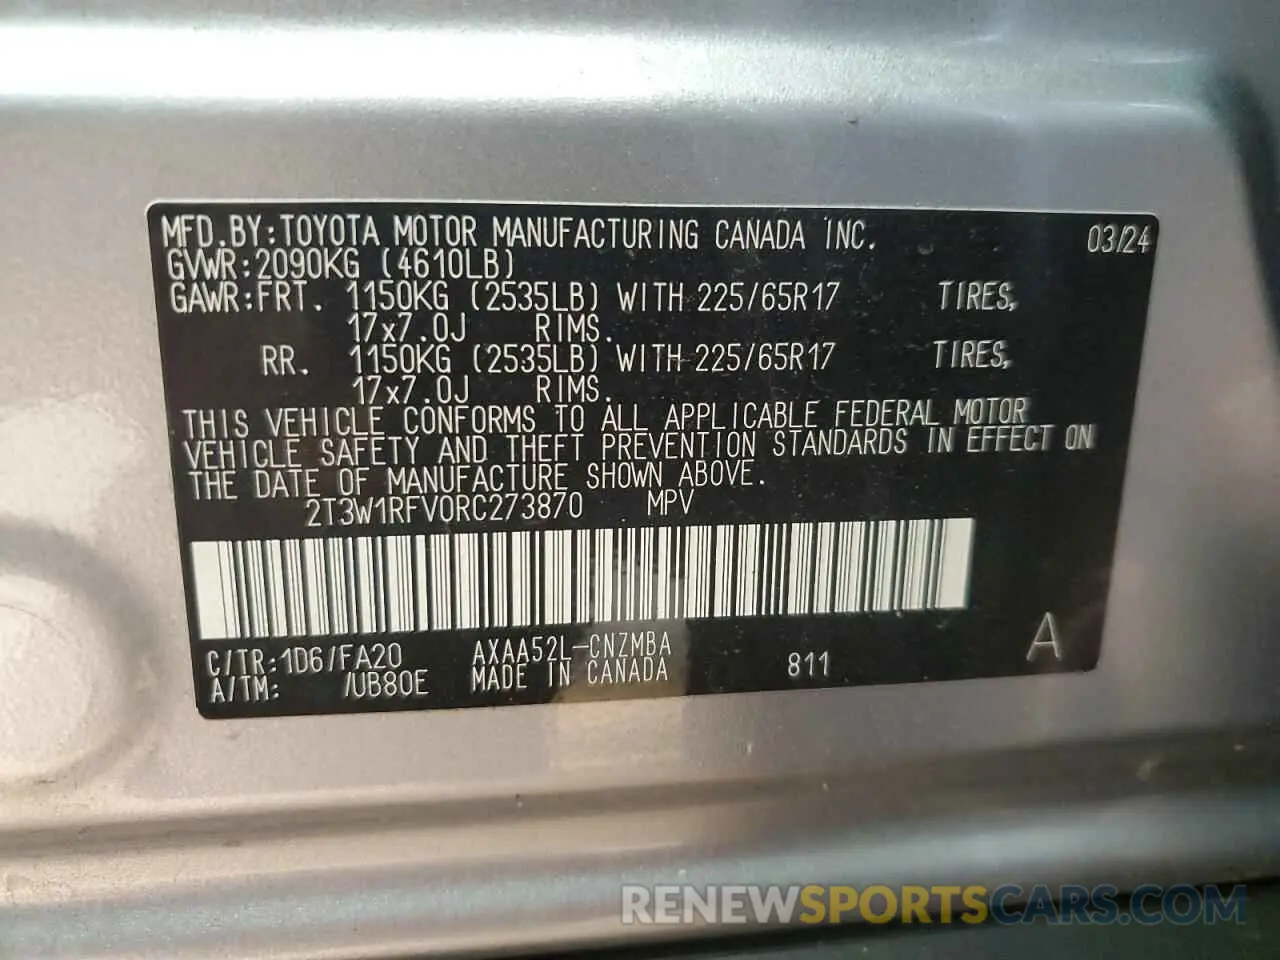 MFD.BY:TOYOTA MOTOR MANUFACTURING CANADA INC. 03/24
GVWR:2090KG (4610LB)
GAWR:FRT. 1150KG (2535LB) WITH 225/65R17 TIRES,
17x7.0J RIMS.
RR. 1150KG (2535LB) WITH 225/65R17 TIRES,
17x7.0J RIMS.
THIS VEHICLE CONFORMS TO ALL APPLICABLE FEDERAL MOTOR
VEHICLE SAFETY AND THEFT PREVENTION STANDARDS IN EFFECT ON
THE DATE OF MANUFACTURE SHOWN ABOVE.
2T3W1RFV0RC273870 MPV
C/TR:1D6/FA20 AXAA52L-CNZMBA
A/TM: /UB80E MADE IN CANADA 811 A
RENEWSPORTSCARS.COM